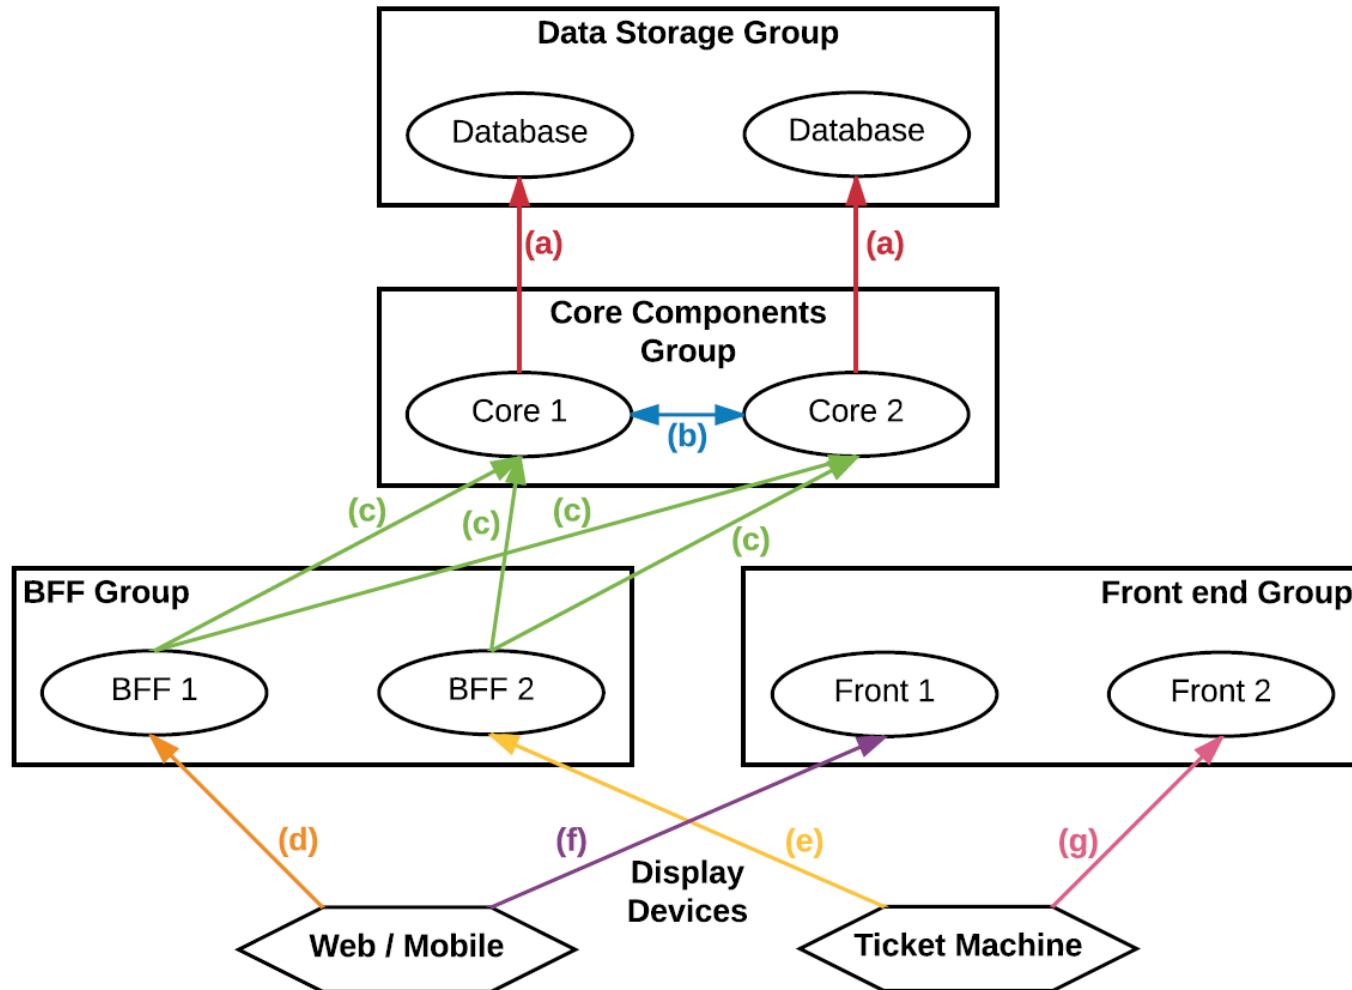 Data Storage Group
Database
Database
(a)
(a)
Core Components
Group
Core 1
Core 2
(b)
(c)
(c)
(c)
(c)
BFF Group
Front end Group
BFF 1
BFF 2
Front 1
Front 2
(d)
(f)
(e)
(g)
Display
Devices
Web / Mobile
Ticket Machine